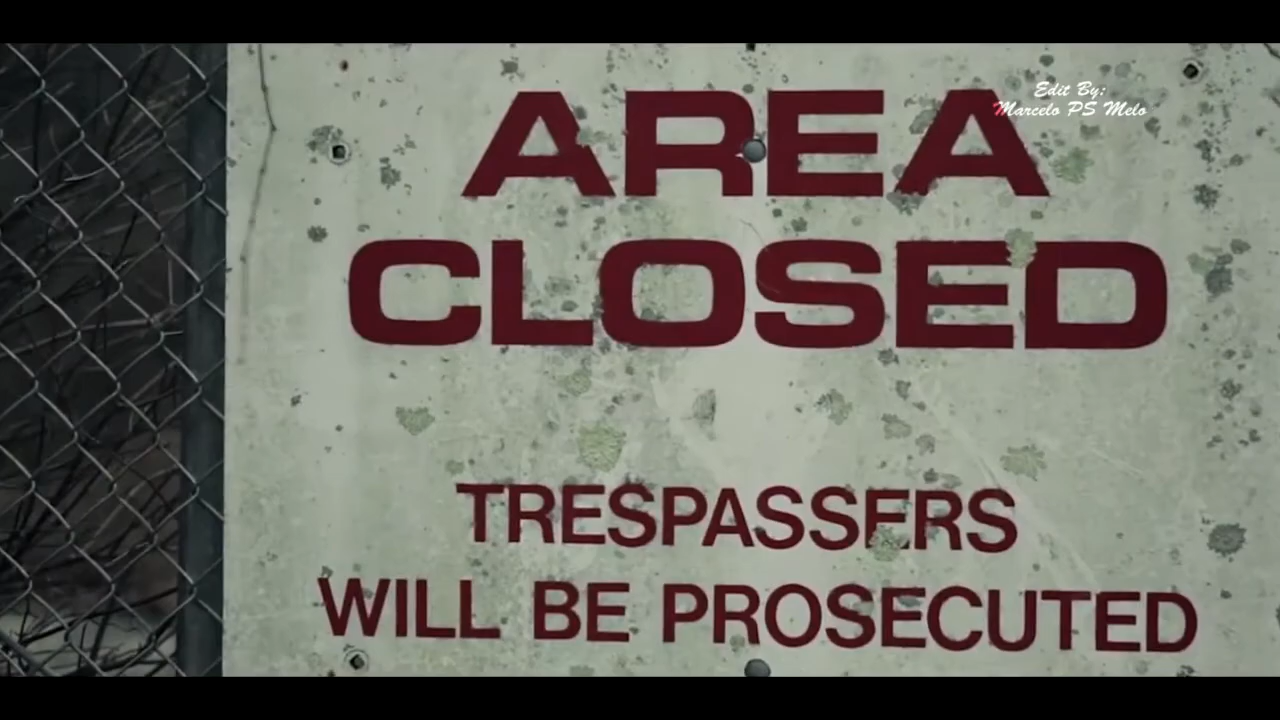 Edit By:
Marcelo PS Melo
AREA
CLOSED
TRESPASSERS
WILL BE PROSECUTED